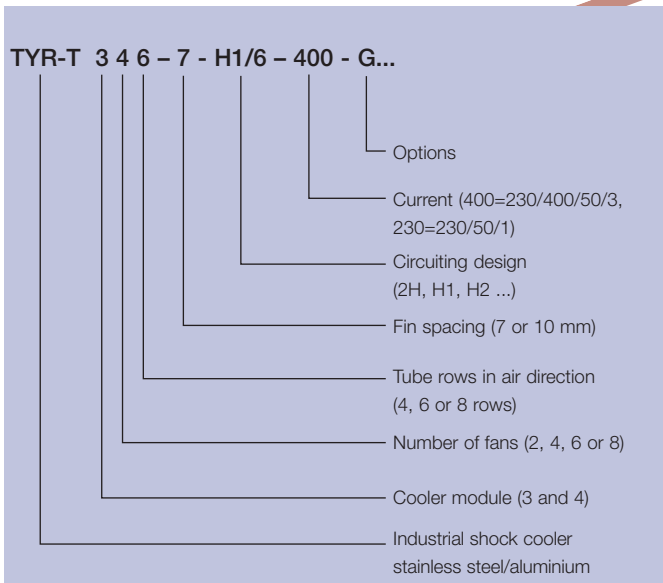 TYR-T 3 4 6 – 7 - H1/6 – 400 - G...
Options
Current (400=230/400/50/3,
230=230/50/1)
Circuiting design
(2H, H1, H2 ...)
Fin spacing (7 or 10 mm)
Tube rows in air direction
(4, 6 or 8 rows)
Number of fans (2, 4, 6 or 8)
Cooler module (3 and 4)
Industrial shock cooler
stainless steel/aluminium